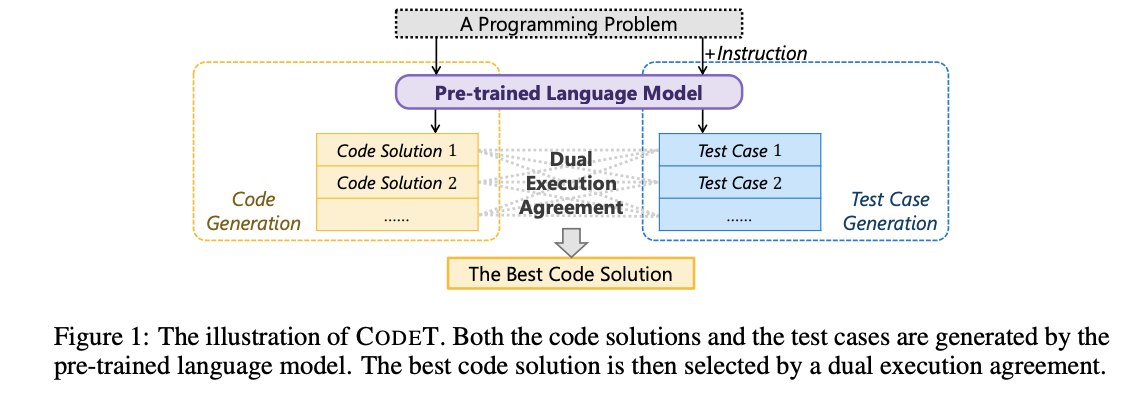 A Programming Problem
+Instruction
Pre-trained Language Model
Code Solution 1
Code Solution 2
......
Code
Generation
Dual
Execution
Agreement
Test Case 1
Test Case 2
......
Test Case
Generation
The Best Code Solution
Figure 1: The illustration of CODET. Both the code solutions and the test cases are generated by the
pre-trained language model. The best code solution is then selected by a dual execution agreement.